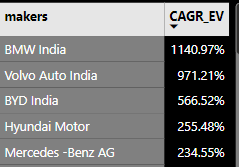 makers CAGR_EV
BMW India 1140.97%
Volvo Auto India 971.21%
BYD India 566.52%
Hyundai Motor 255.48%
Mercedes -Benz AG 234.55%